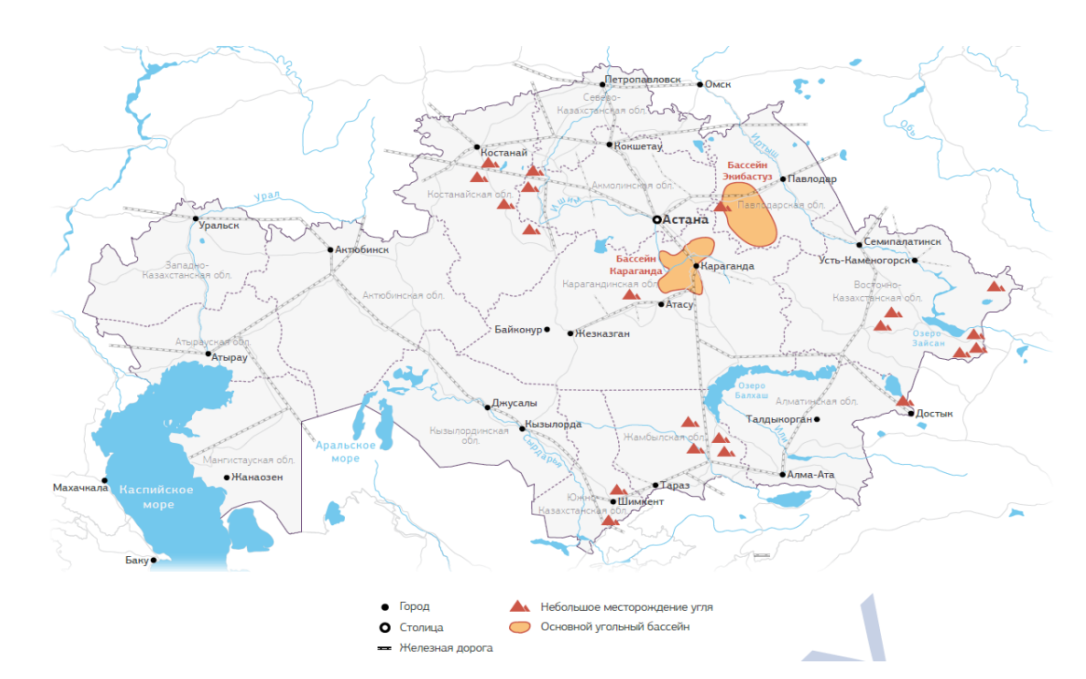 Петропавловск
Омск
Северо-
Казахстанская обл.
Обь
Иртыш
Кокшетау
Костанай
Бассейн
Экибастуз
Павлодар
Костанайская обл.
Акмолинская обл.
Павлодарская обл.
Ишим
Урал
Уральск
Астана
Актюбинск
Семипалатинск
Усть-Каменогорск
Западно-
Казахстанская обл.
Бассейн
Караганда
Караганда
Карагандинская обл.
Восточно-
Казахстанская обл.
Актюбинская обл.
Атасу
Байконур
Жезказган
Озеро
Зайсан
Атырауская обл.
Атырау
Озеро
Балхаш
Алматинская обл.
Джусалы
Достык
Талдыкорган
Кызылорда
Кызылординская
обл.
Сырдарья
Жамбылская обл.
Или
Аральское
море
Мангистауская обл.
Жанаозен
Алма-Ата
Махачкала
Каспийское
море
Тараз
Южно-
Казахстанская обл.
Шимкент
Баку
Город
Столица
Железная дорога
Небольшое месторождение угля
Основной угольный бассейн